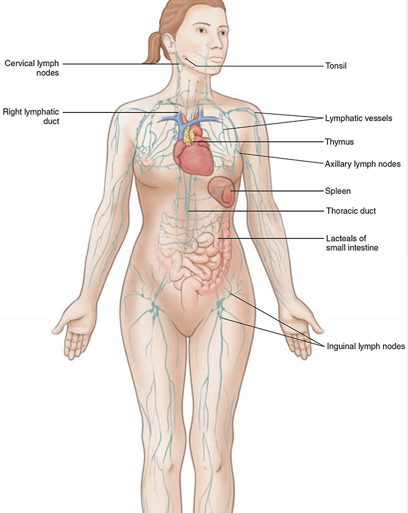 Cervical lymph
nodes
Tonsil
Right lymphatic
duct
Lymphatic vessels
Thymus
Axillary lymph nodes
Spleen
Thoracic duct
Lacteals of
small intestine
Inguinal lymph nodes